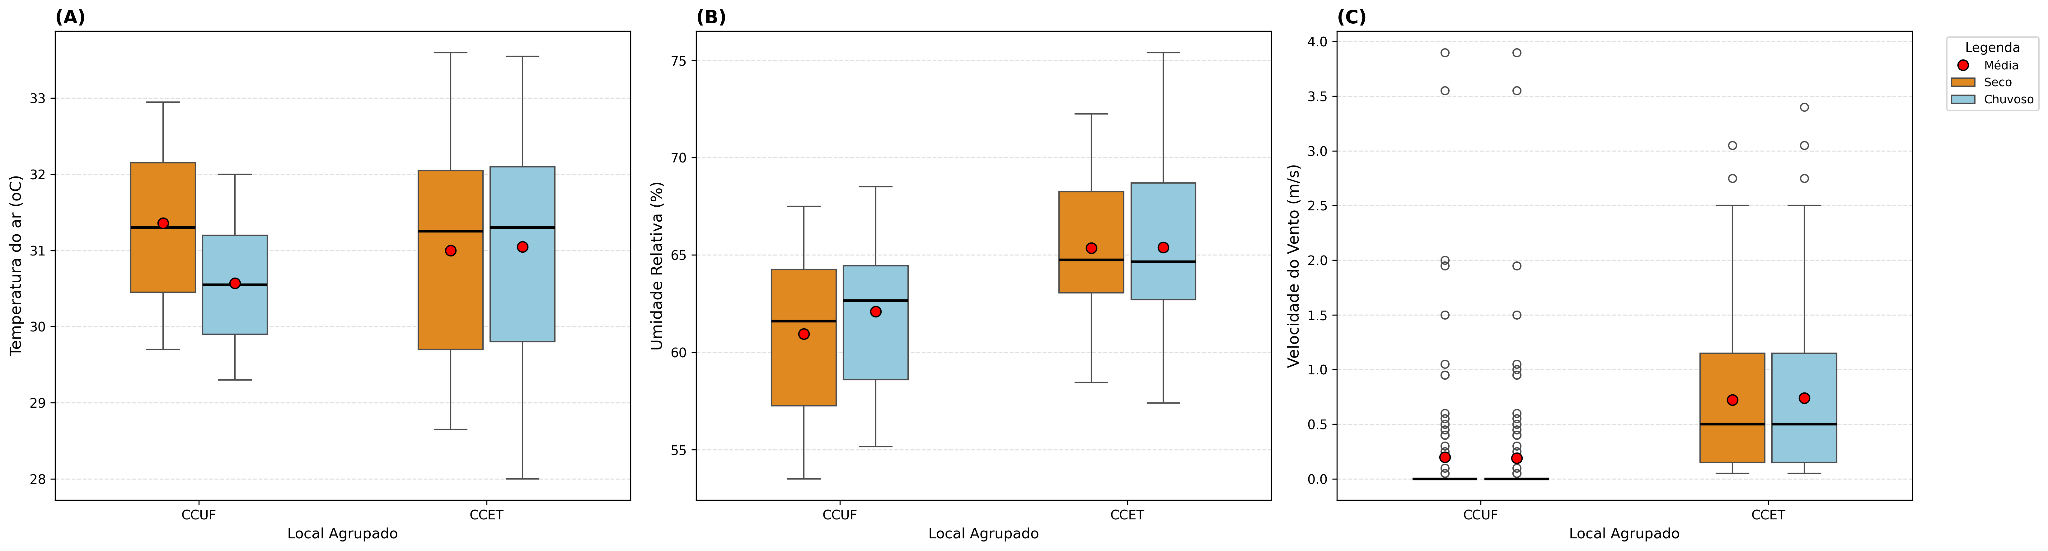 (A)
Temperatura do ar (oC)
33
32
31
30
29
28
CCUF
CCET
Local Agrupado
(B)
Umidade Relativa (%)
75
70
65
60
55
CCUF
CCET
Local Agrupado
(C)
Velocidade do Vento (m/s)
4.0
3.5
3.0
2.5
2.0
1.5
1.0
0.5
0.0
CCUF
CCET
Local Agrupado
Legenda
Média
Seco
Chuvoso